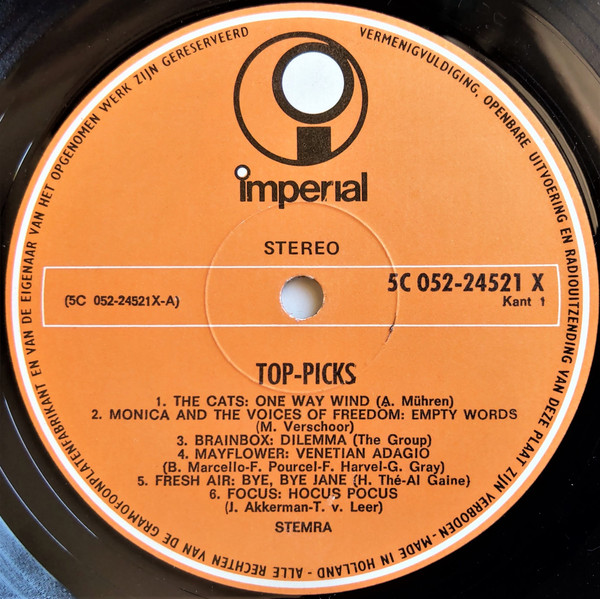 ALLE RECHTEN VAN DE GRAMOFOONPLATENFABRIKANT EN VAN DE EIGENAAR VAN HET OPGENOMEN WERK ZIJN GERESERVEERD
VERMENIGVULDIGING, OPENBARE UITVOERING EN RADIOUITZENDING VAN DEZE PLAAT ZIJN VERBODEN - MADE IN HOLLAND -
imperial
STEREO
(5C 052-24521X-A)
5C 052-24521 X
Kant 1
TOP-PICKS
1. THE CATS: ONE WAY WIND (A. Mühren)
2. MONICA AND THE VOICES OF FREEDOM: EMPTY WORDS
(M. Verschoor)
3. BRAINBOX: DILEMMA (The Group)
4. MAYFLOWER: VENETIAN ADAGIO
(B. Marcello-F. Pourcel-F. Harvel-G. Gray)
5. FRESH AIR: BYE, BYE JANE (H. Thé-Al Gaine)
6. FOCUS: HOCUS POCUS
(J. Akkerman-T. v. Leer)
STEMRA